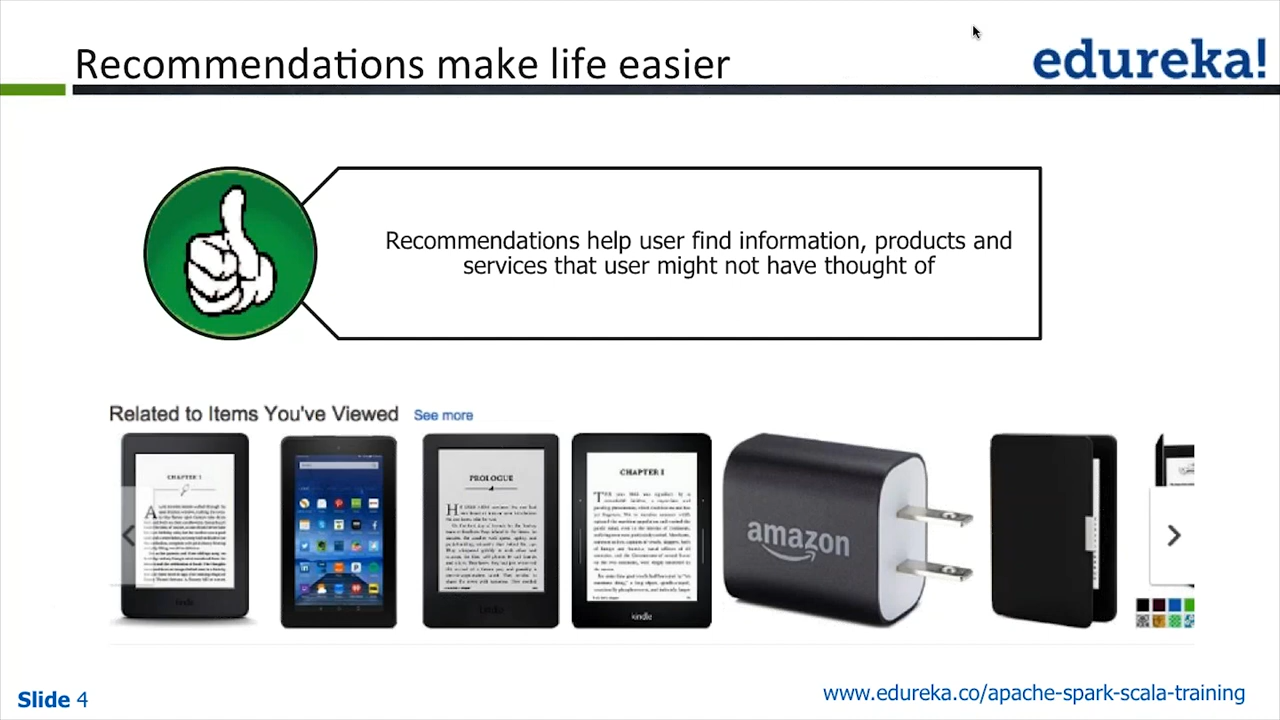 Recommendations make life easier
edureka!
Recommendations help user find information, products and
services that user might not have thought of
Related to Items You've Viewed See more
CHAPTER I
PROLOGUE
CHAPTER I
amazon
kindle
kindle
Slide 4
www.edureka.co/apache-spark-scala-training